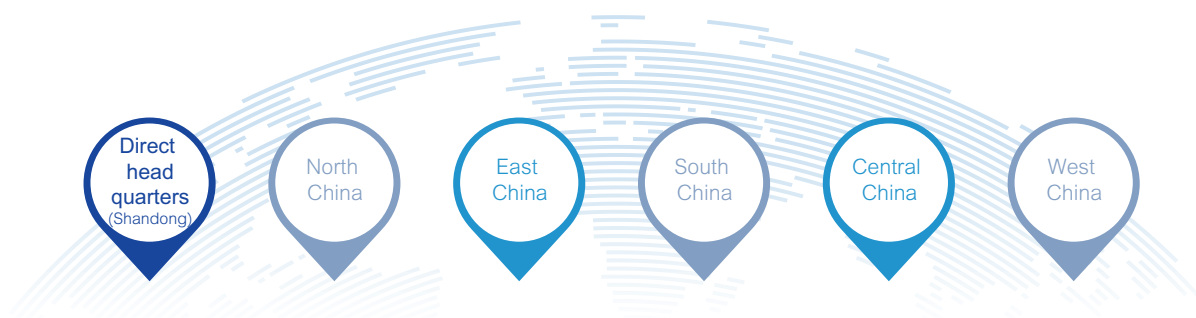 Direct
head
quarters
(Shandong)
North
China
East
China
South
China
Central
China
West
China